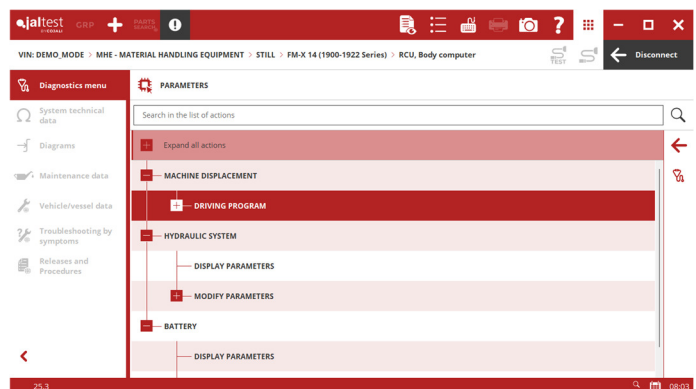 jaltest
BY COJALI
GRP
PARTS
SEARCH
VIN: DEMO_MODE > MHE - MATERIAL HANDLING EQUIPMENT > STILL > FM-X 14 (1900-1922 Series) > RCU, Body computer
TEST
Disconnect
Diagnostics menu
System technical
data
Diagrams
Maintenance data
Vehicle/vessel data
Troubleshooting by
symptoms
Releases and
Procedures
PARAMETERS
Search in the list of actions
Expand all actions
MACHINE DISPLACEMENT
DRIVING PROGRAM
HYDRAULIC SYSTEM
DISPLAY PARAMETERS
MODIFY PARAMETERS
BATTERY
DISPLAY PARAMETERS
25.3
08:03